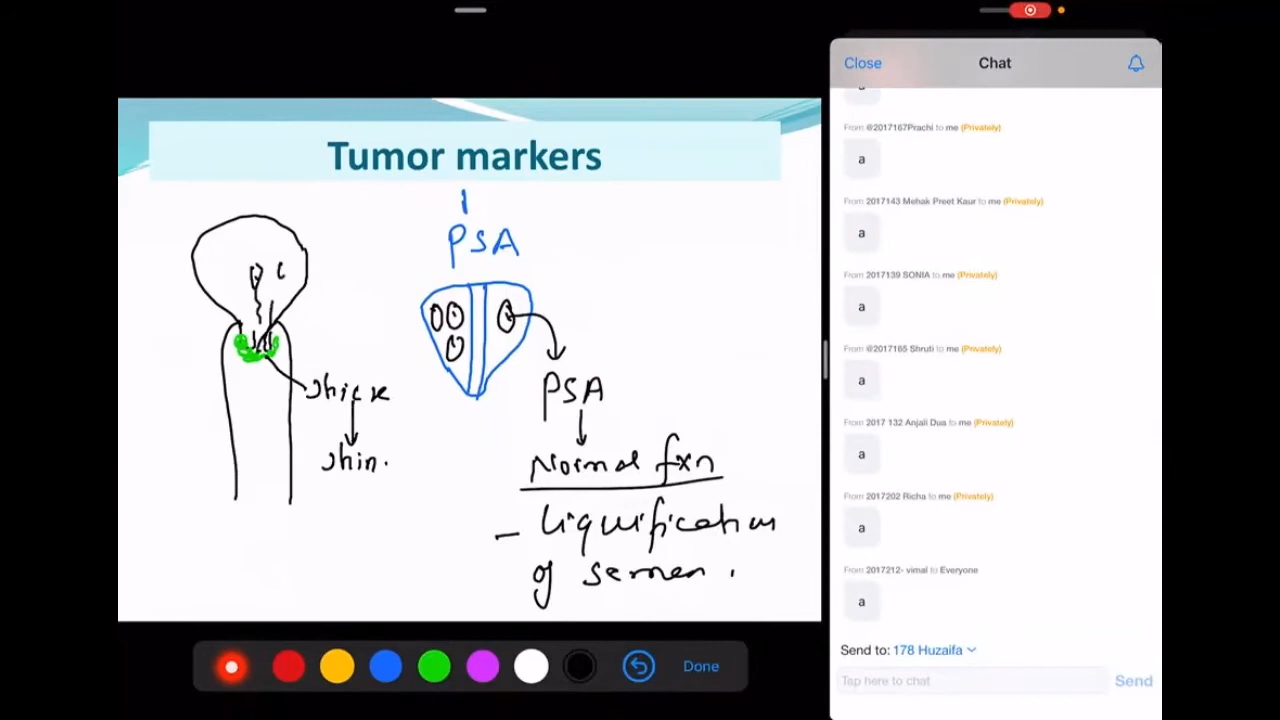 Tumor markers
PSA
PSA
Normal fxn
thick
thin.
- liquification
of semen.
Done
Close
Chat
From @2017167Prachi to me (Privately)
a
From 2017143 Mehak Preet Kaur to me (Privately)
a
From 2017139 SONIA to me (Privately)
a
From @2017165 Shruti to me (Privately)
a
From 2017 132 Anjali Dua to me (Privately)
a
From 2017202 Richa to me (Privately)
a
From 2017212- vimal to Everyone
a
Send to: 178 Huzaifa
Tap here to chat
Send